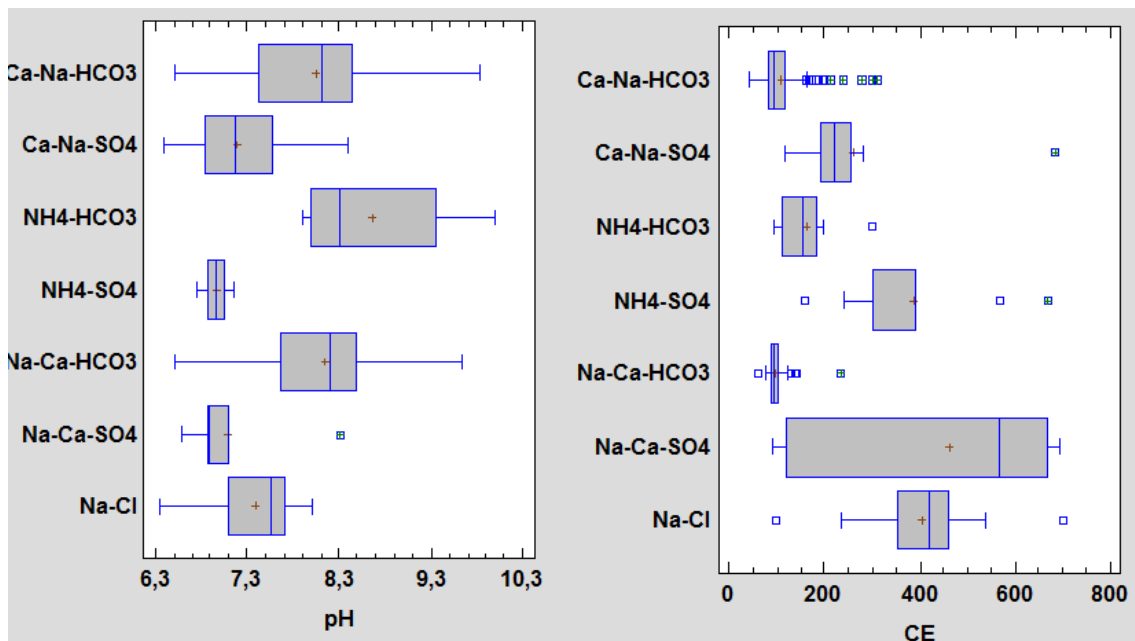 Ca-Na-HCO3
Ca-Na-SO4
NH4-HCO3
NH4-SO4
Na-Ca-HCO3
Na-Ca-SO4
Na-Cl
6,3 7,3 8,3 9,3 10,3
pH
Ca-Na-HCO3
Ca-Na-SO4
NH4-HCO3
NH4-SO4
Na-Ca-HCO3
Na-Ca-SO4
Na-Cl
0 200 400 600 800
CE